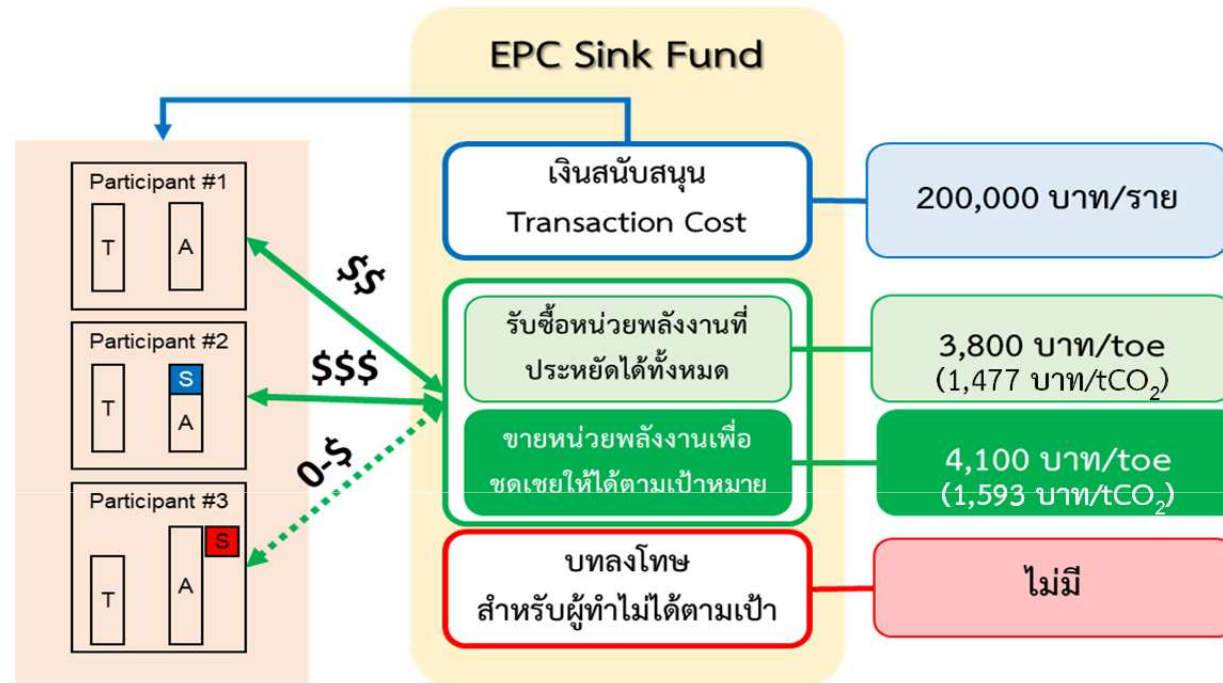 EPC Sink Fund
Participant #1
T
A
Participant #2
T
S
A
Participant #3
T
A
S
$$
$$$
0-$
เงินสนับสนุน
Transaction Cost
200,000 บาท/ราย
รับซื้อหน่วยพลังงานที่
ประหยัดได้ทั้งหมด
3,800 บาท/toe
(1,477 บาท/tCO₂)
ขายหน่วยพลังงานเพื่อ
ชดเชยให้ได้ตามเป้าหมาย
4,100 บาท/toe
(1,593 บาท/tCO₂)
บทลงโทษ
สำหรับผู้ทำไม่ได้ตามเป้า
ไม่มี